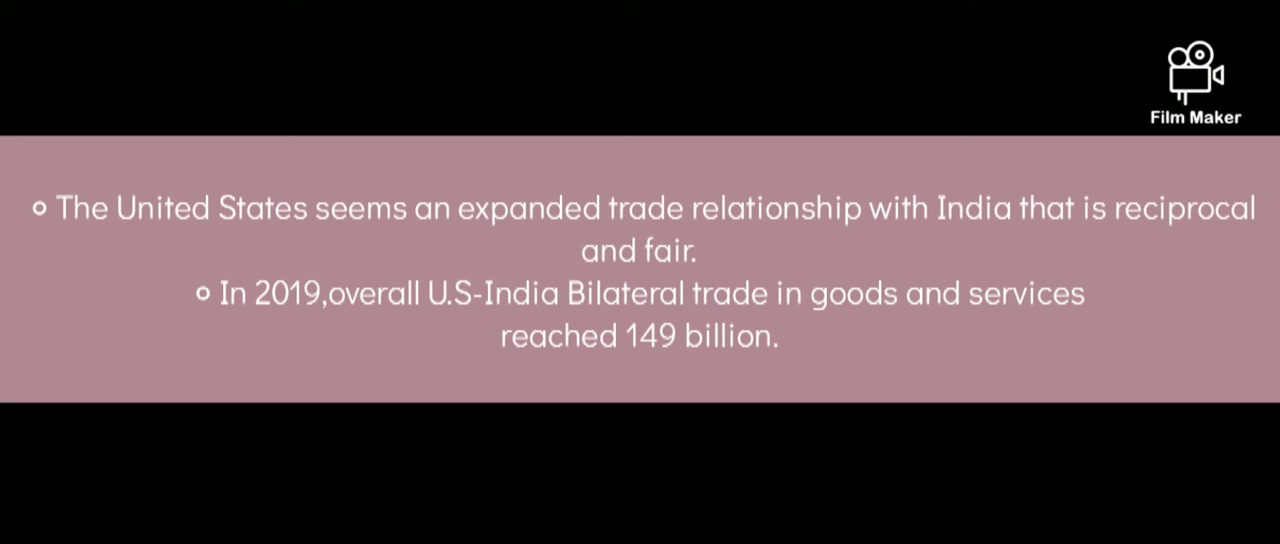 Film Maker
⚬ The United States seems an expanded trade relationship with India that is reciprocal
and fair.
⚬ In 2019,overall U.S-India Bilateral trade in goods and services
reached 149 billion.